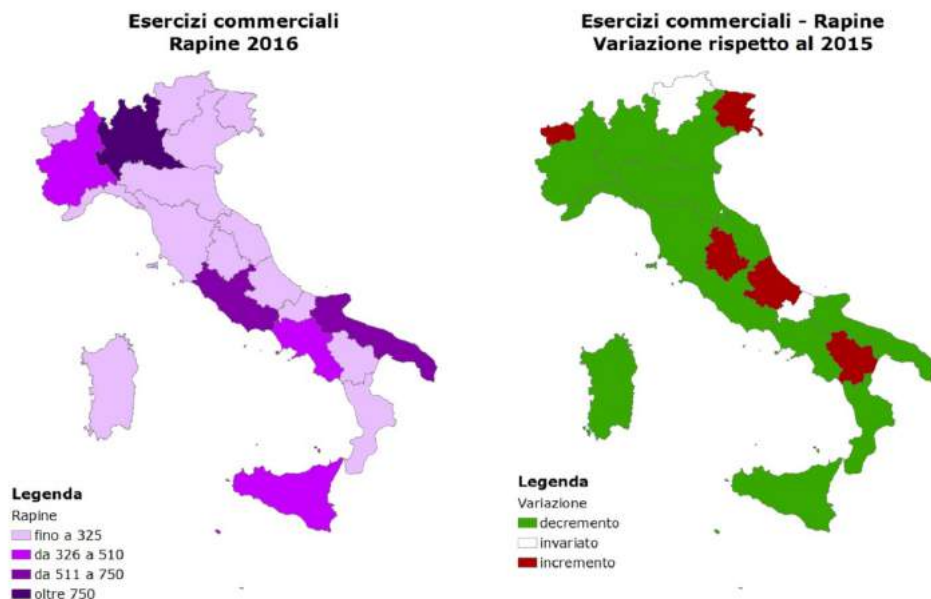 Esercizi commerciali
Rapine 2016
Esercizi commerciali - Rapine
Variazione rispetto al 2015
Legenda
Rapine
fino a 325
da 326 a 510
da 511 a 750
oltre 750
Legenda
Variazione
decremento
invariato
incremento